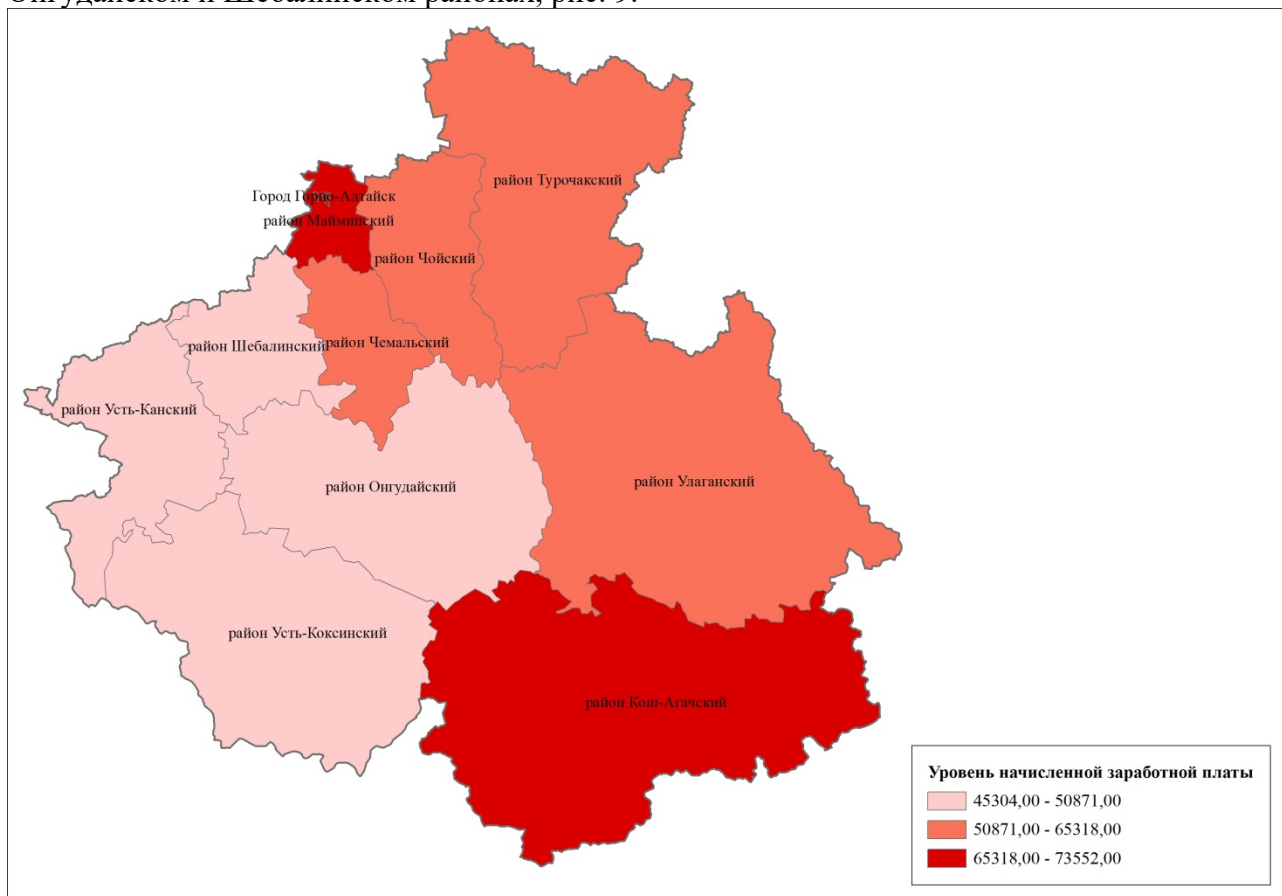 Онгудайском и Шебалинском районах, рис. 9.
район Турочакский
Город Горно-Алтайск
район Майминский
район Чойский
район Чемальский
район Шебалинский
район Усть-Канский
район Онгудайский
район Улаганский
район Усть-Коксинский
район Кош-Агачский
Уровень начисленной заработной платы
45304,00 - 50871,00
50871,00 - 65318,00
65318,00 - 73552,00